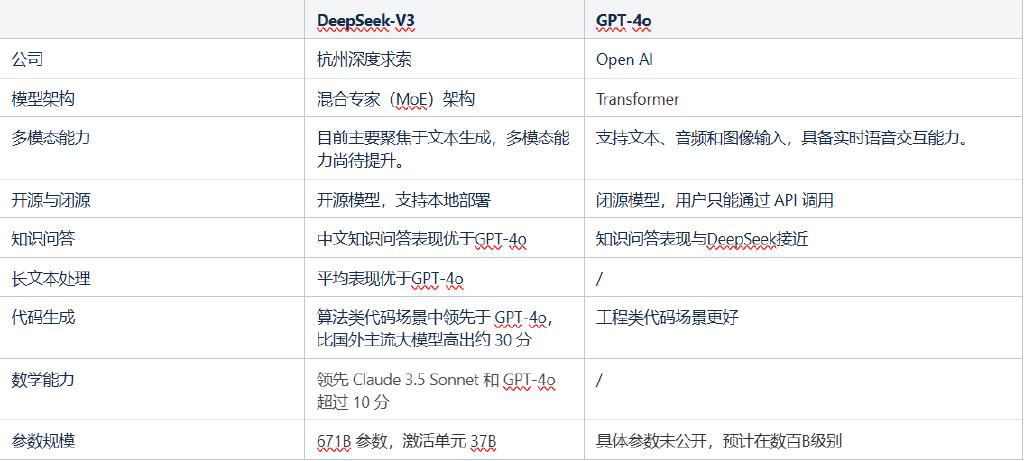 DeepSeek-V3 GPT-4o
公司 杭州深度求索 Open AI
模型架构 混合专家（MoE）架构 Transformer
多模态能力 目前主要聚焦于文本生成，多模态能 支持文本、音频和图像输入，具备实时语音交互能力。
力尚待提升。
开源与闭源 开源模型，支持本地部署 闭源模型，用户只能通过 API 调用
知识问答 中文知识问答表现优于GPT-4o 知识问答表现与DeepSeek接近
长文本处理 平均表现优于GPT-4o /
代码生成 算法类代码场景中领先于 GPT-4o， 工程类代码场景更好
比国外主流大模型高出约 30 分
数学能力 领先 Claude 3.5 Sonnet 和 GPT-4o /
超过 10 分
参数规模 671B 参数，激活单元 37B 具体参数未公开，预计在数百B级别